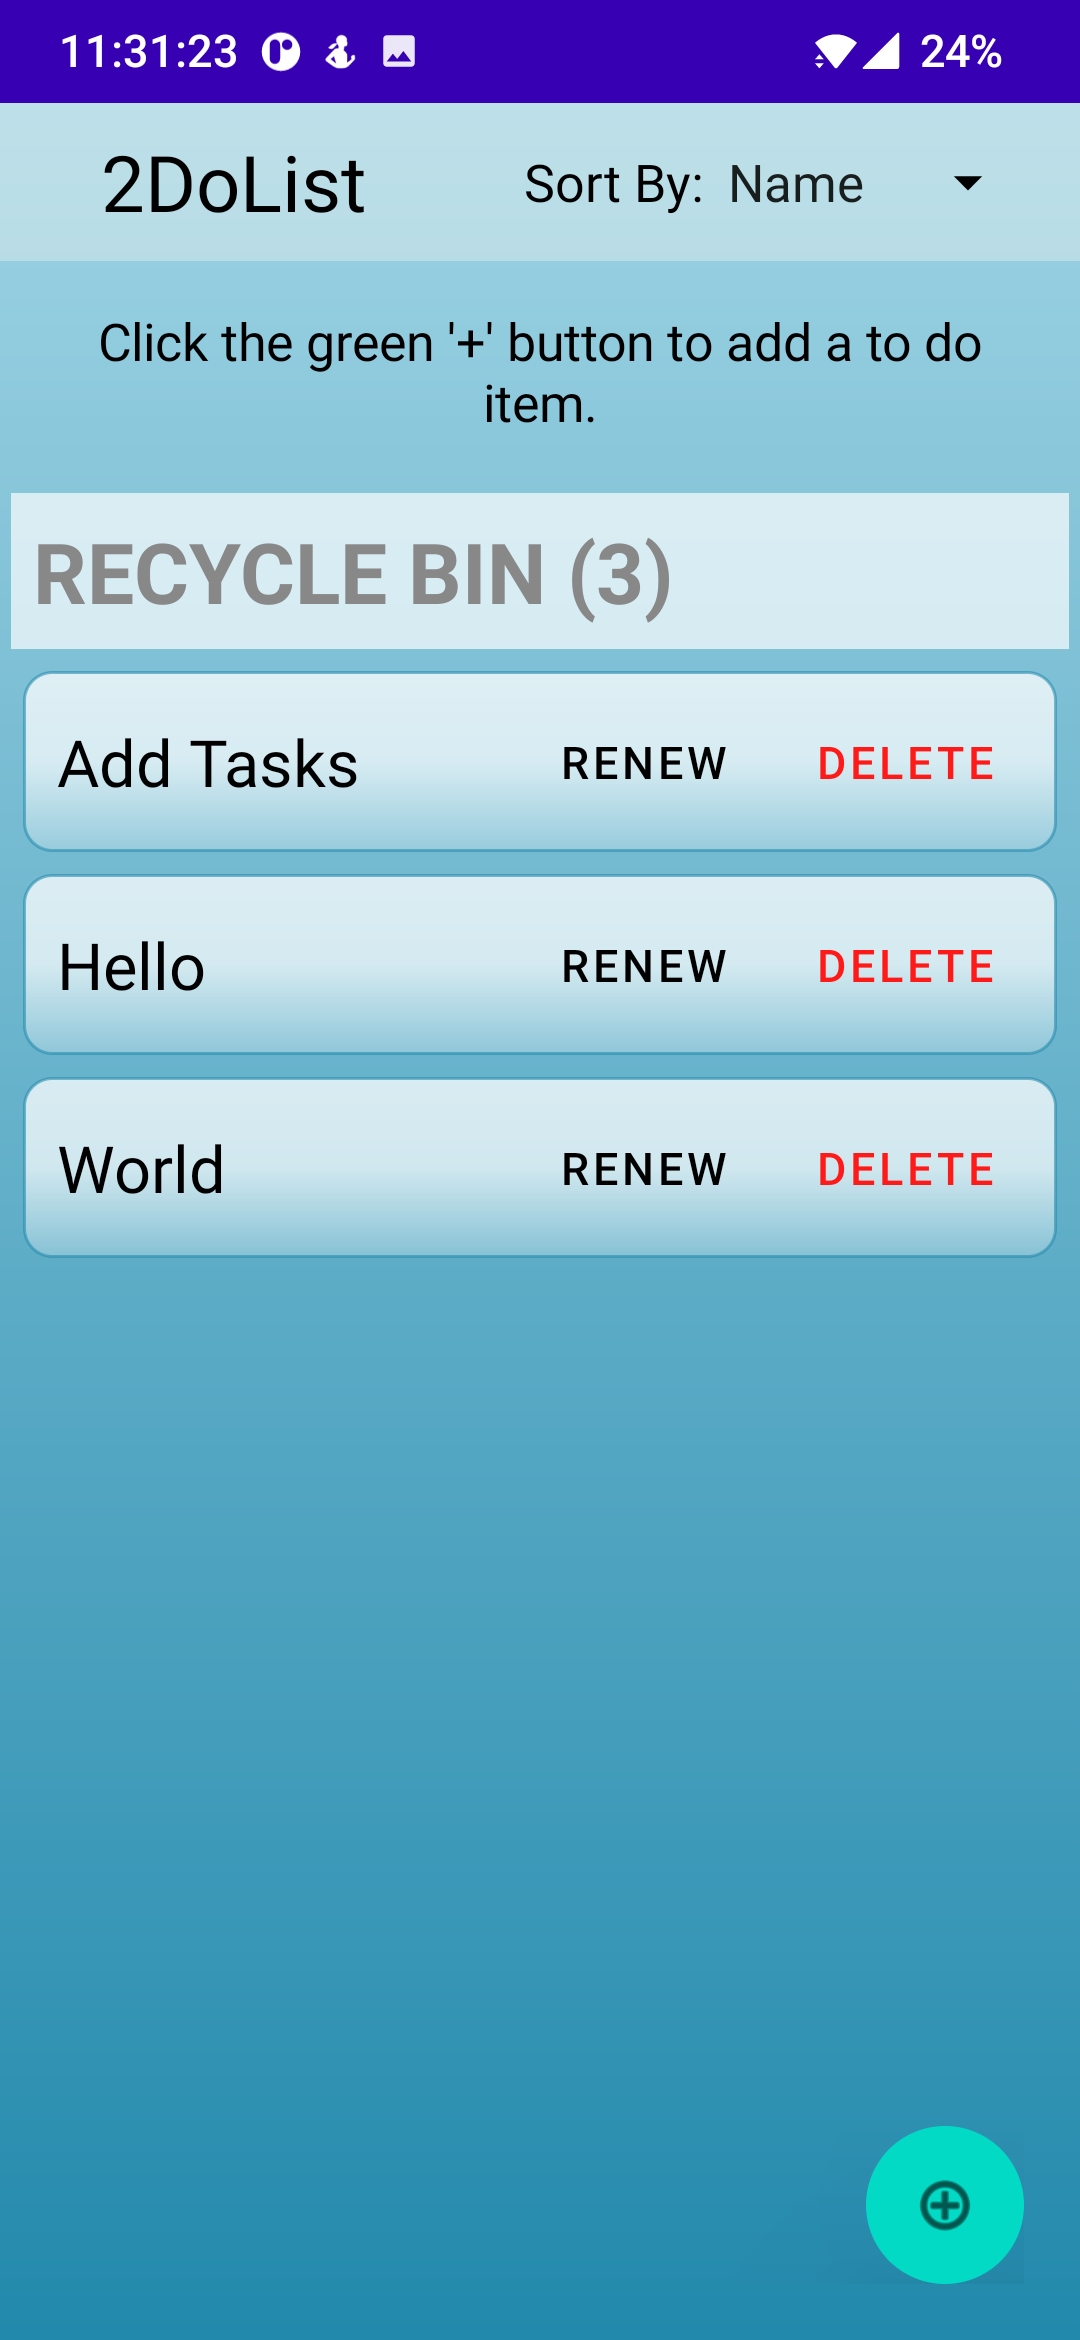 11:31:23 24%
2DoList Sort By: Name
Click the green '+' button to add a to do
item.
RECYCLE BIN (3)
Add Tasks RENEW DELETE
Hello RENEW DELETE
World RENEW DELETE